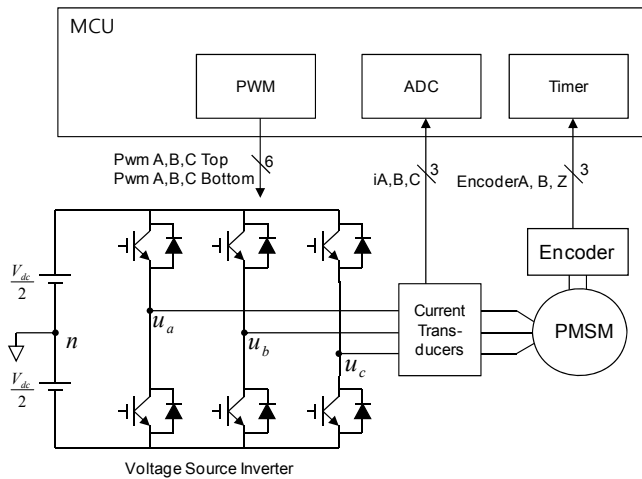 MCU
PWM
ADC
Timer
Pwm A,B,C Top
Pwm A,B,C Bottom
6
iA,B,C
3
EncoderA, B, Z
3
Encoder
V_dc
2
n
V_dc
2
u_a
u_b
u_c
Current
Trans-
ducers
PMSM
Voltage Source Inverter